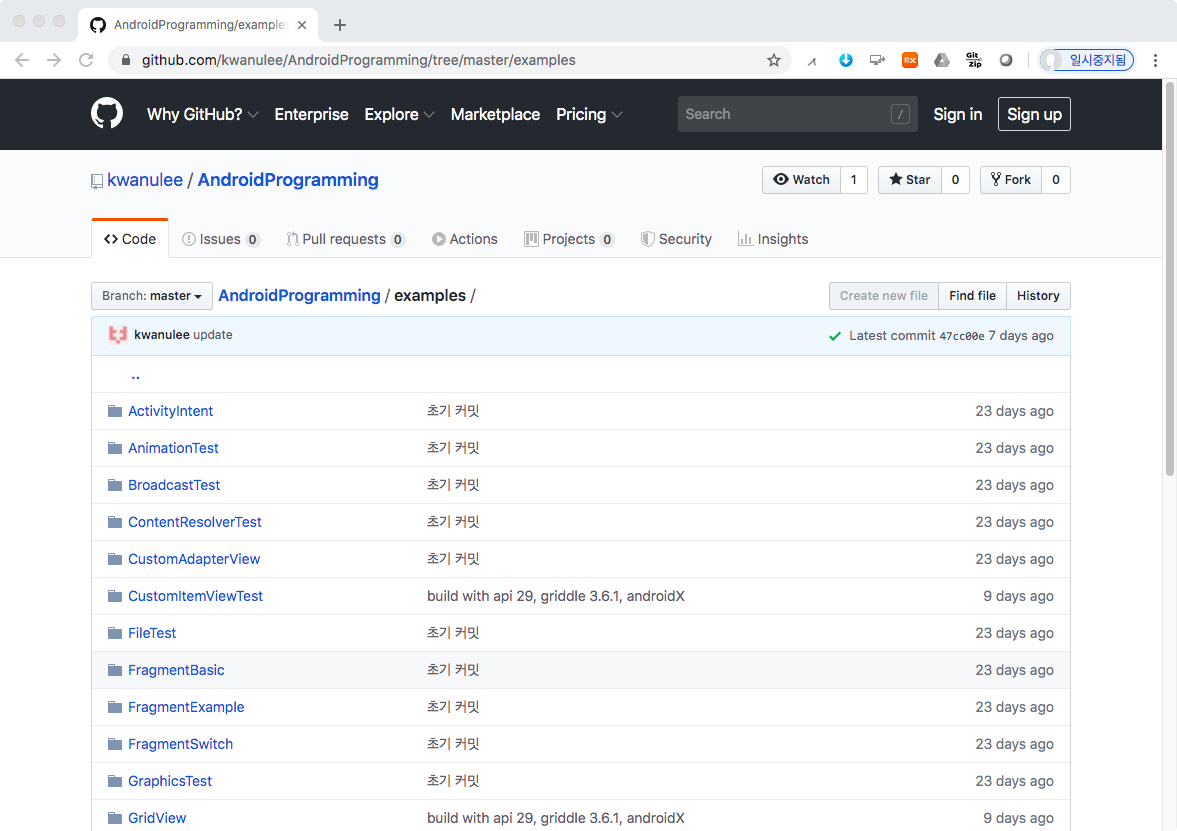 AndroidProgramming/examples
github.com/kwanulee/AndroidProgramming/tree/master/examples
EX
Git Zip
일시중지됨
Why GitHub? Enterprise Explore Marketplace Pricing Search / Sign in Sign up
kwanulee / AndroidProgramming
Watch 1 Star 0 Fork 0
Code Issues 0 Pull requests 0 Actions Projects 0 Security Insights
Branch: master AndroidProgramming / examples / Create new file Find file History
kwanulee update Latest commit 47cc00e 7 days ago
..
ActivityIntent 초기 커밋 23 days ago
AnimationTest 초기 커밋 23 days ago
BroadcastTest 초기 커밋 23 days ago
ContentResolverTest 초기 커밋 23 days ago
CustomAdapterView 초기 커밋 23 days ago
CustomItemViewTest build with api 29, griddle 3.6.1, androidX 9 days ago
FileTest 초기 커밋 23 days ago
FragmentBasic 초기 커밋 23 days ago
FragmentExample 초기 커밋 23 days ago
FragmentSwitch 초기 커밋 23 days ago
GraphicsTest 초기 커밋 23 days ago
GridView build with api 29, griddle 3.6.1, androidX 9 days ago